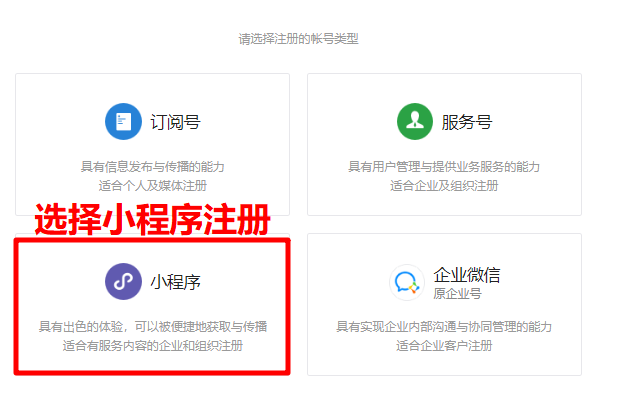 请选择注册的帐号类型
订阅号
具有信息发布与传播的能力
适合个人及媒体注册
服务号
具有用户管理与提供业务服务的能力
适合企业及组织注册
选择小程序注册
小程序
具有出色的体验，可以被便捷地获取与传播
适合有服务内容的企业和组织注册
企业微信
原企业号
具有实现企业内部沟通与协同管理的能力
适合企业客户注册